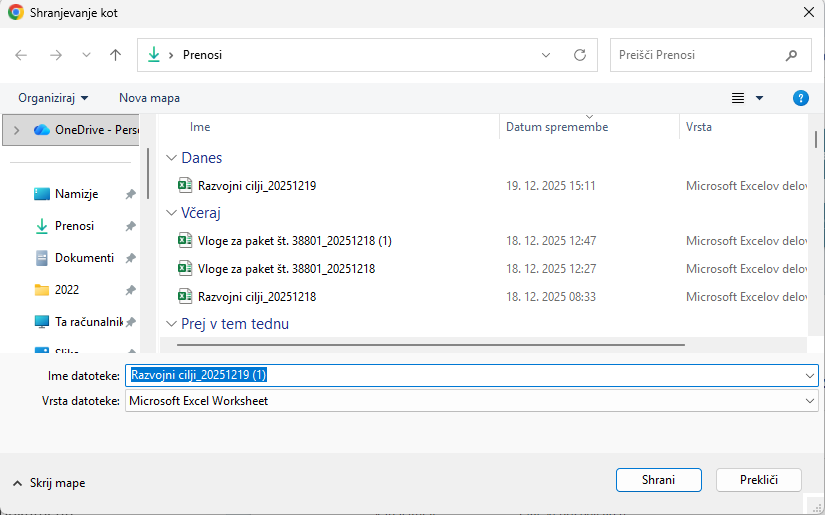 Shranjevanje kot
Prenosi
Preišči Prenosi
Organiziraj
Nova mapa
?
OneDrive - Perso
Namizje
Prenosi
Dokumenti
2022
Ta računalnik
Slike
Ime
Datum spremembe
Vrsta
Danes
Razvojni cilji_20251219
19. 12. 2025 15:11
Microsoft Excelov delov
Včeraj
Vloge za paket št. 38801_20251218 (1)
18. 12. 2025 12:47
Microsoft Excelov delov
Vloge za paket št. 38801_20251218
18. 12. 2025 12:27
Microsoft Excelov delov
Razvojni cilji_20251218
18. 12. 2025 08:33
Microsoft Excelov delov
Prej v tem tednu
Ime datoteke:
Razvojni cilji_20251219 (1)
Vrsta datoteke:
Microsoft Excel Worksheet
Skrij mape
Shrani
Prekliči